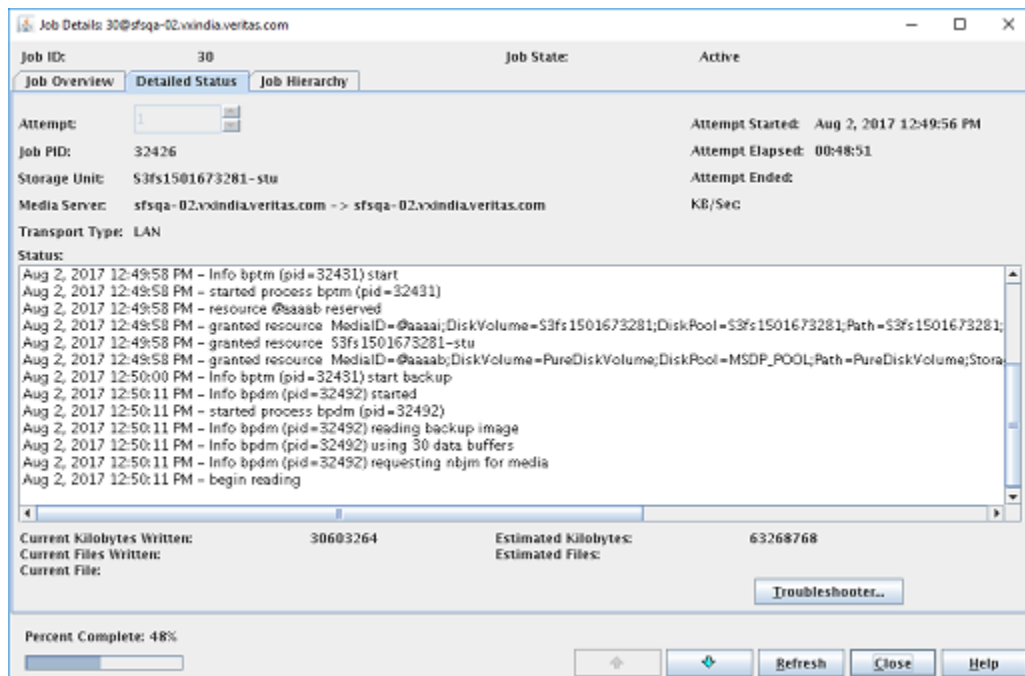 Job Details: 30@sfsqa-02.vxindia.veritas.com
Job ID: 30 Job State: Active
Job Overview Detailed Status Job Hierarchy
Attempt: 1 Attempt Started: Aug 2, 2017 12:49:56 PM
Job PID: 32426 Attempt Elapsed: 00:48:51
Storage Unit: S3fs1501673281-stu Attempt Ended:
Media Server: sfsqa-02.vxindia.veritas.com -> sfsqa-02.vxindia.veritas.com KB/Sec:
Transport Type: LAN
Status:
Aug 2, 2017 12:49:58 PM - Info bptm (pid=32431) start
Aug 2, 2017 12:49:58 PM - started process bptm (pid=32431)
Aug 2, 2017 12:49:58 PM - resource @aaaab reserved
Aug 2, 2017 12:49:58 PM - granted resource MediaID=@aaaai;DiskVolume=S3fs1501673281;DiskPool=S3fs1501673281;Path=S3fs1501673281;
Aug 2, 2017 12:49:58 PM - granted resource S3fs1501673281-stu
Aug 2, 2017 12:49:58 PM - granted resource MediaID=@aaaab;DiskVolume=PureDiskVolume;DiskPool=MSDP_POOL;Path=PureDiskVolume;Stora
Aug 2, 2017 12:50:00 PM - Info bptm (pid=32431) start backup
Aug 2, 2017 12:50:11 PM - Info bpdm (pid=32492) started
Aug 2, 2017 12:50:11 PM - started process bpdm (pid=32492)
Aug 2, 2017 12:50:11 PM - Info bpdm (pid=32492) reading backup image
Aug 2, 2017 12:50:11 PM - Info bpdm (pid=32492) using 30 data buffers
Aug 2, 2017 12:50:11 PM - Info bpdm (pid=32492) requesting nbjm for media
Aug 2, 2017 12:50:11 PM - begin reading
Current Kilobytes Written: 30603264 Estimated Kilobytes: 63268768
Current Files Written: Estimated Files:
Current File:
Troubleshooter...
Percent Complete: 48%
Refresh Close Help